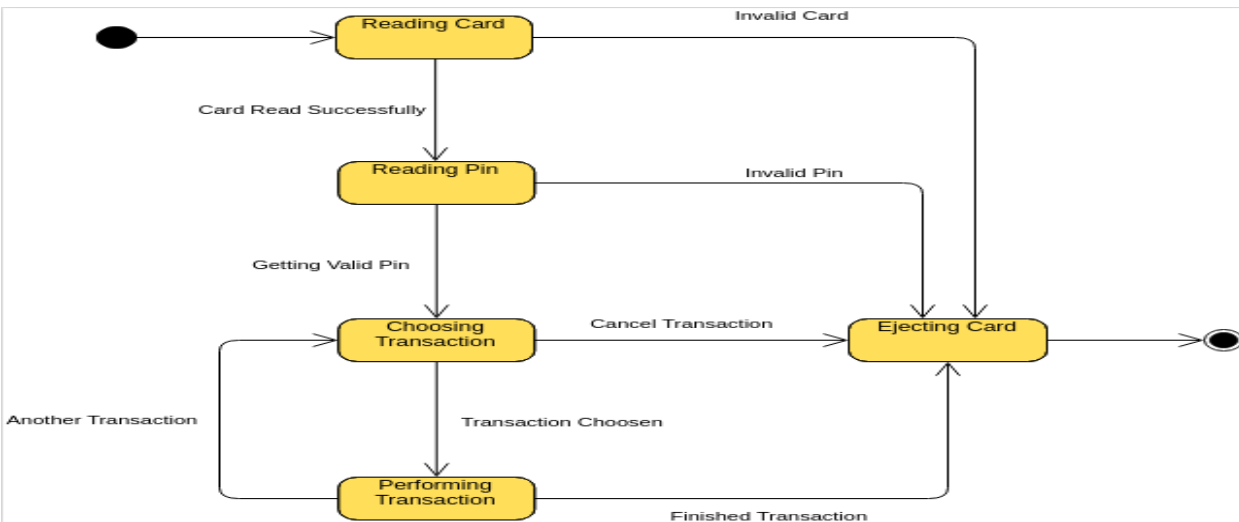 Invalid Card
Reading Card
Card Read Successfully
Reading Pin
Invalid Pin
Getting Valid Pin
Choosing
Transaction
Cancel Transaction
Ejecting Card
Another Transaction
Transaction Choosen
Performing
Transaction
Finished Transaction